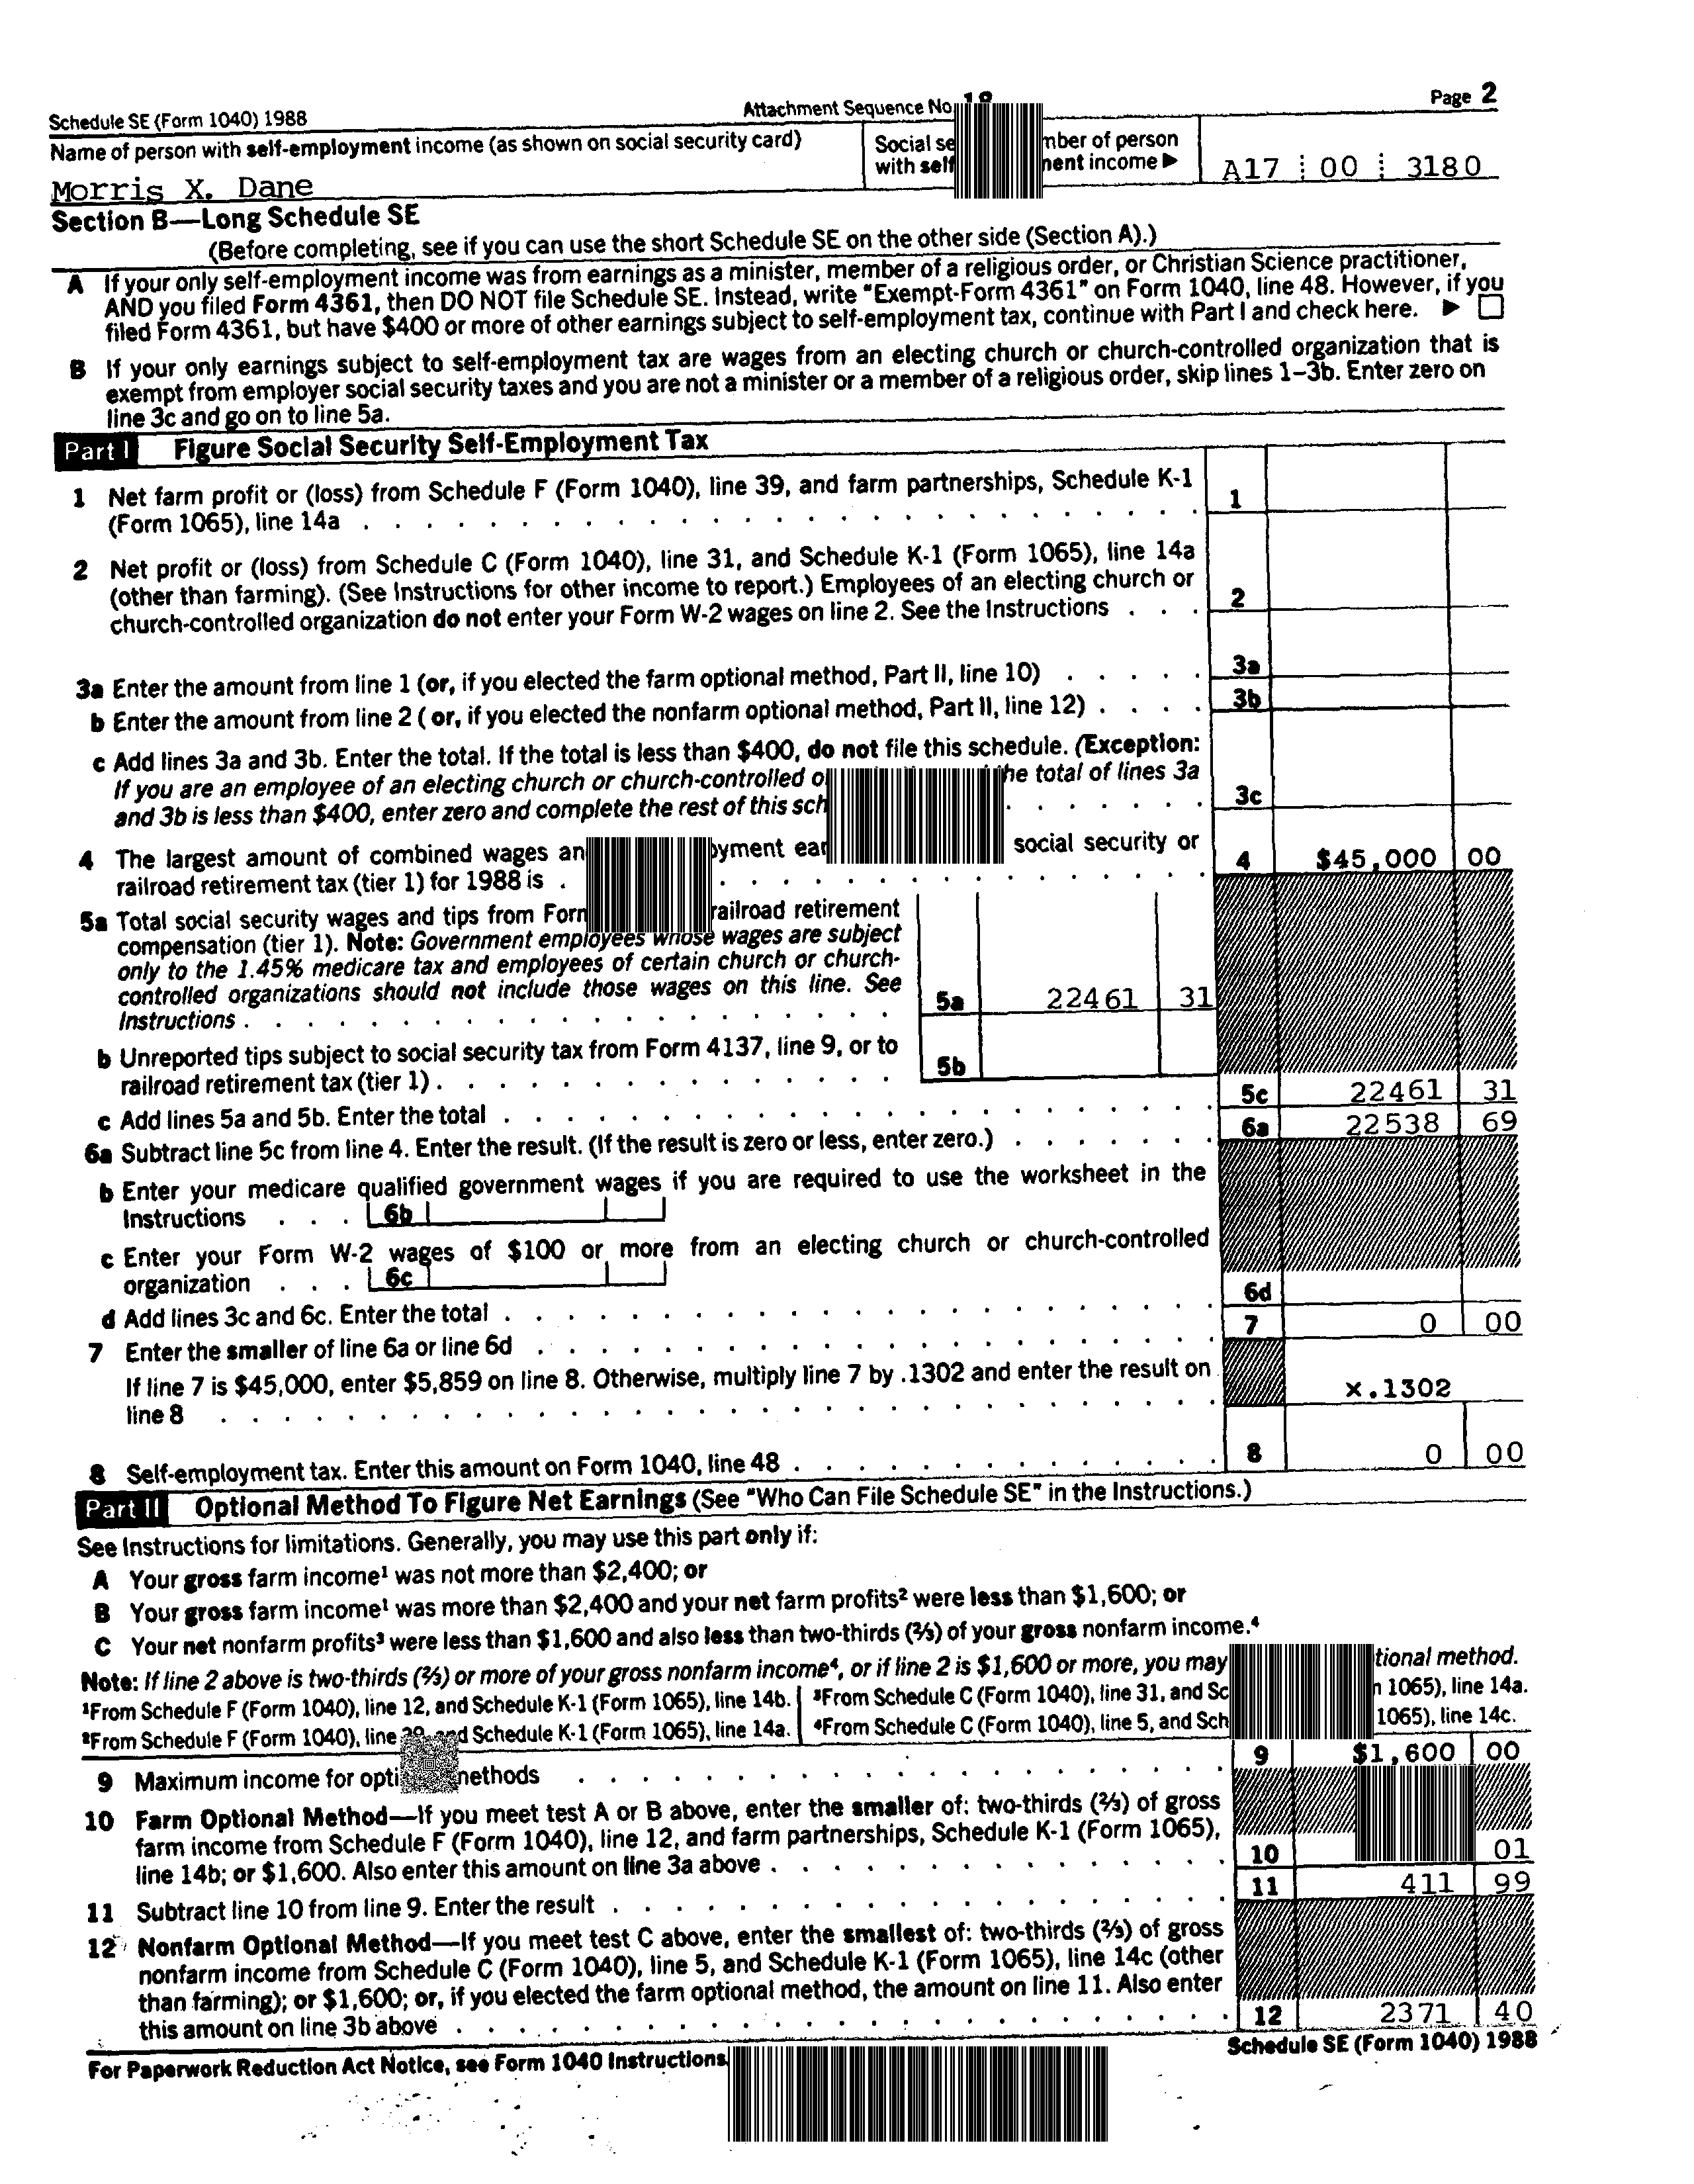 Schedule SE (Form 1040) 1988 Attachment Sequence No. 18 Page 2
Name of person with self-employment income (as shown on social security card) Social se mber of person
with self ment income ▶ A17 00 3180
Morris X. Dane
Section B—Long Schedule SE
(Before completing, see if you can use the short Schedule SE on the other side (Section A).)
A If your only self-employment income was from earnings as a minister, member of a religious order, or Christian Science practitioner,
AND you filed Form 4361, then DO NOT file Schedule SE. Instead, write "Exempt-Form 4361" on Form 1040, line 48. However, if you
filed Form 4361, but have $400 or more of other earnings subject to self-employment tax, continue with Part I and check here. ▶ ☐
B If your only earnings subject to self-employment tax are wages from an electing church or church-controlled organization that is
exempt from employer social security taxes and you are not a minister or a member of a religious order, skip lines 1–3b. Enter zero on
line 3c and go on to line 5a.
Part I Figure Social Security Self-Employment Tax
1 Net farm profit or (loss) from Schedule F (Form 1040), line 39, and farm partnerships, Schedule K-1
(Form 1065), line 14a 1
2 Net profit or (loss) from Schedule C (Form 1040), line 31, and Schedule K-1 (Form 1065), line 14a
(other than farming). (See Instructions for other income to report.) Employees of an electing church or
church-controlled organization do not enter your Form W-2 wages on line 2. See the Instructions . . . 2
3a Enter the amount from line 1 (or, if you elected the farm optional method, Part II, line 10) . . . . . 3a
b Enter the amount from line 2 ( or, if you elected the nonfarm optional method, Part II, line 12) . . . . 3b
c Add lines 3a and 3b. Enter the total. If the total is less than $400, do not file this schedule. (Exception:
If you are an employee of an electing church or church-controlled o he total of lines 3a
and 3b is less than $400, enter zero and complete the rest of this sch 3c
4 The largest amount of combined wages an oyment ear social security or
railroad retirement tax (tier 1) for 1988 is . 4 $45,000 00
5a Total social security wages and tips from Forn railroad retirement
compensation (tier 1). Note: Government employees whose wages are subject
only to the 1.45% medicare tax and employees of certain church or church-
controlled organizations should not include those wages on this line. See
Instructions . 5a 22461 31
b Unreported tips subject to social security tax from Form 4137, line 9, or to
railroad retirement tax (tier 1) . 5b
c Add lines 5a and 5b. Enter the total 5c 22461 31
6a Subtract line 5c from line 4. Enter the result. (If the result is zero or less, enter zero.) 6a 22538 69
b Enter your medicare qualified government wages if you are required to use the worksheet in the
Instructions . . . 6b
c Enter your Form W-2 wages of $100 or more from an electing church or church-controlled
organization . . . 6c
d Add lines 3c and 6c. Enter the total 6d
7 Enter the smaller of line 6a or line 6d 7 0 00
If line 7 is $45,000, enter $5,859 on line 8. Otherwise, multiply line 7 by .1302 and enter the result on
line 8 x.1302
8 Self-employment tax. Enter this amount on Form 1040, line 48 8 0 00
Part II Optional Method To Figure Net Earnings (See "Who Can File Schedule SE" in the Instructions.)
See Instructions for limitations. Generally, you may use this part only if:
A Your gross farm income¹ was not more than $2,400; or
B Your gross farm income¹ was more than $2,400 and your net farm profits² were less than $1,600; or
C Your net nonfarm profits³ were less than $1,600 and also less than two-thirds (⅔) of your gross nonfarm income.⁴
Note: If line 2 above is two-thirds (⅔) or more of your gross nonfarm income⁴, or if line 2 is $1,600 or more, you may tional method.
¹From Schedule F (Form 1040), line 12, and Schedule K-1 (Form 1065), line 14b. ³From Schedule C (Form 1040), line 31, and Sc n 1065), line 14a.
²From Schedule F (Form 1040), line 39, and Schedule K-1 (Form 1065), line 14a. ⁴From Schedule C (Form 1040), line 5, and Sch 1065), line 14c.
9 Maximum income for opti methods 9 $1,600 00
10 Farm Optional Method—If you meet test A or B above, enter the smaller of: two-thirds (⅔) of gross
farm income from Schedule F (Form 1040), line 12, and farm partnerships, Schedule K-1 (Form 1065),
line 14b; or $1,600. Also enter this amount on line 3a above 10 01
11 Subtract line 10 from line 9. Enter the result 11 411 99
12 Nonfarm Optional Method—If you meet test C above, enter the smallest of: two-thirds (⅔) of gross
nonfarm income from Schedule C (Form 1040), line 5, and Schedule K-1 (Form 1065), line 14c (other
than farming); or $1,600; or, if you elected the farm optional method, the amount on line 11. Also enter
this amount on line 3b above 12 2371 40
For Paperwork Reduction Act Notice, see Form 1040 Instructions Schedule SE (Form 1040) 1988